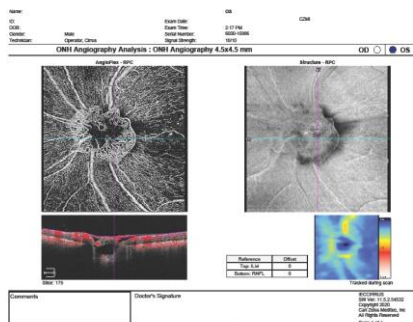 Name:
OS
ID:
Exam Date:
CZMI
DOB:
Exam Time:
2:17 PM
Gender:
Male
Serial Number:
Technician:
Operator, Cirrus
Signal Strength:
10/10
ONH Angiography Analysis : ONH Angiography 4.5x4.5 mm
OD
OS
AngioPlex - RPC
Structure - RPC
Reference
Offset
Top: ILM
0
Bottom: RNFL
0
Slice: 175
Tracked during scan
Comments
Doctor's Signature
Copyright 2020
Carl Zeiss Meditec, Inc
All Rights Reserved